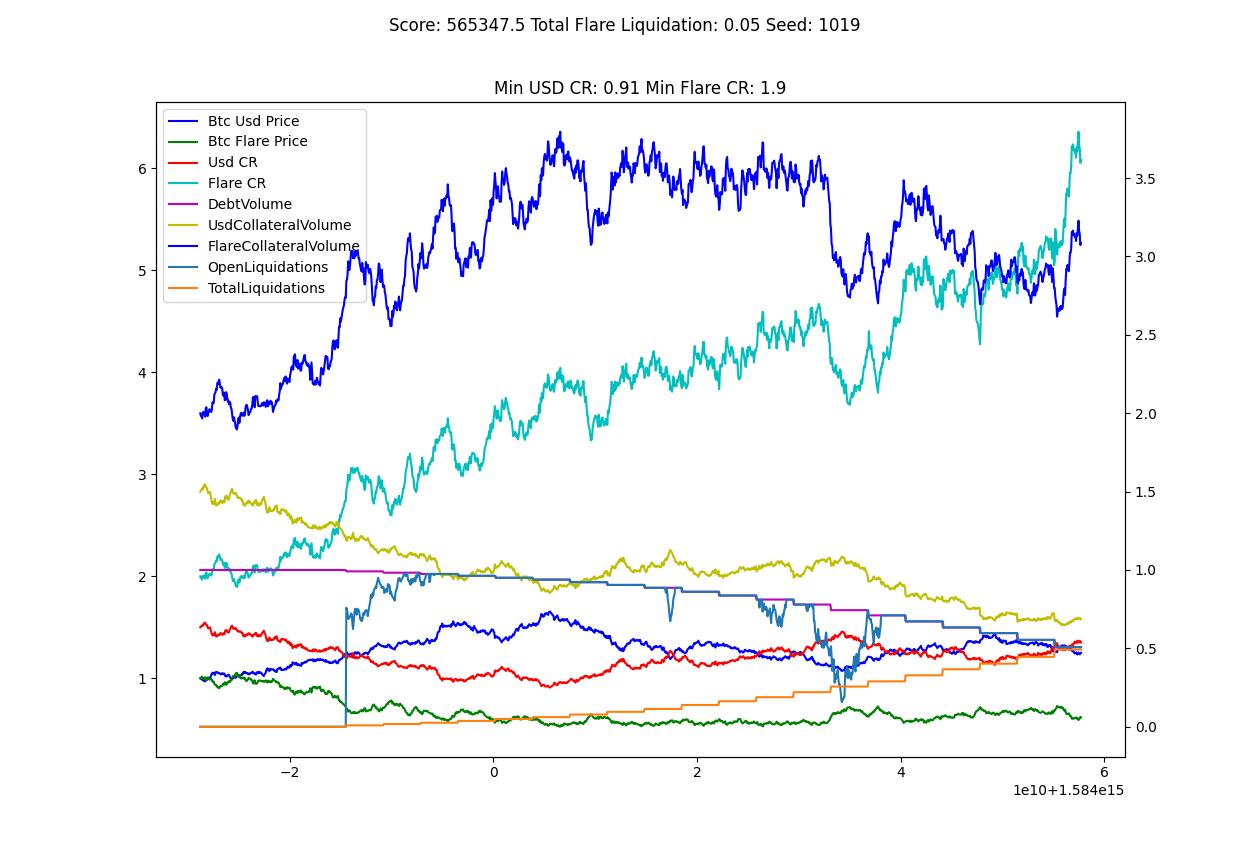 Score: 565347.5 Total Flare Liquidation: 0.05 Seed: 1019
Min USD CR: 0.91 Min Flare CR: 1.9
Btc Usd Price
Btc Flare Price
Usd CR
Flare CR
DebtVolume
UsdCollateralVolume
FlareCollateralVolume
OpenLiquidations
TotalLiquidations
6
5
4
3
2
1
3.5
3.0
2.5
2.0
1.5
1.0
0.5
0.0
−2 0 2 4 6
1e10+1.584e15